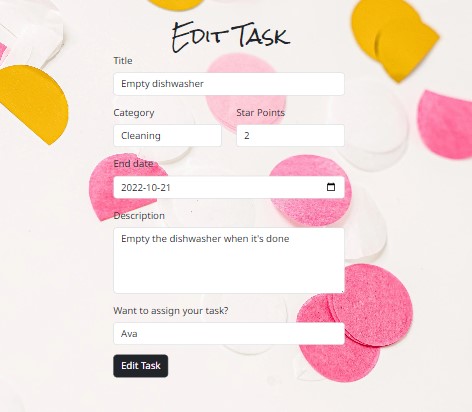 Edit Task
Title
Empty dishwasher
Category Star Points
Cleaning 2
End date
2022-10-21
Description
Empty the dishwasher when it's done
Want to assign your task?
Ava
Edit Task